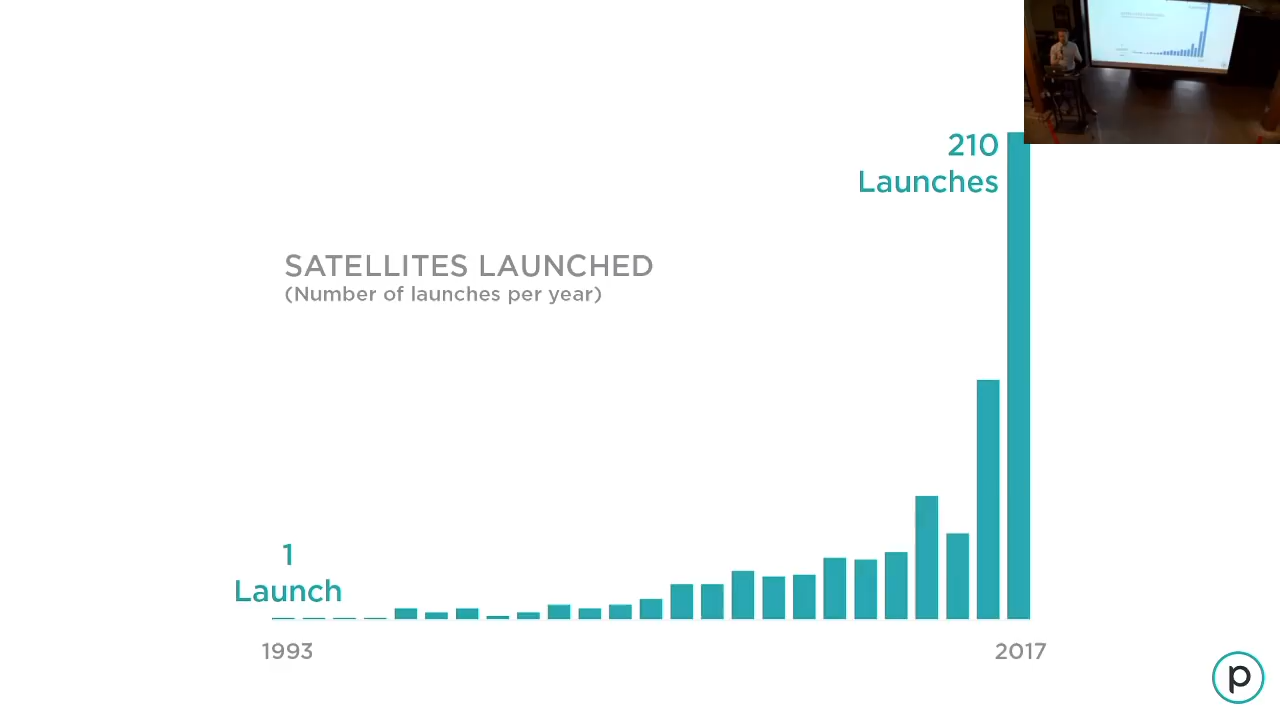 210
Launches
SATELLITES LAUNCHED
(Number of launches per year)
1
Launch
1993
2017
p